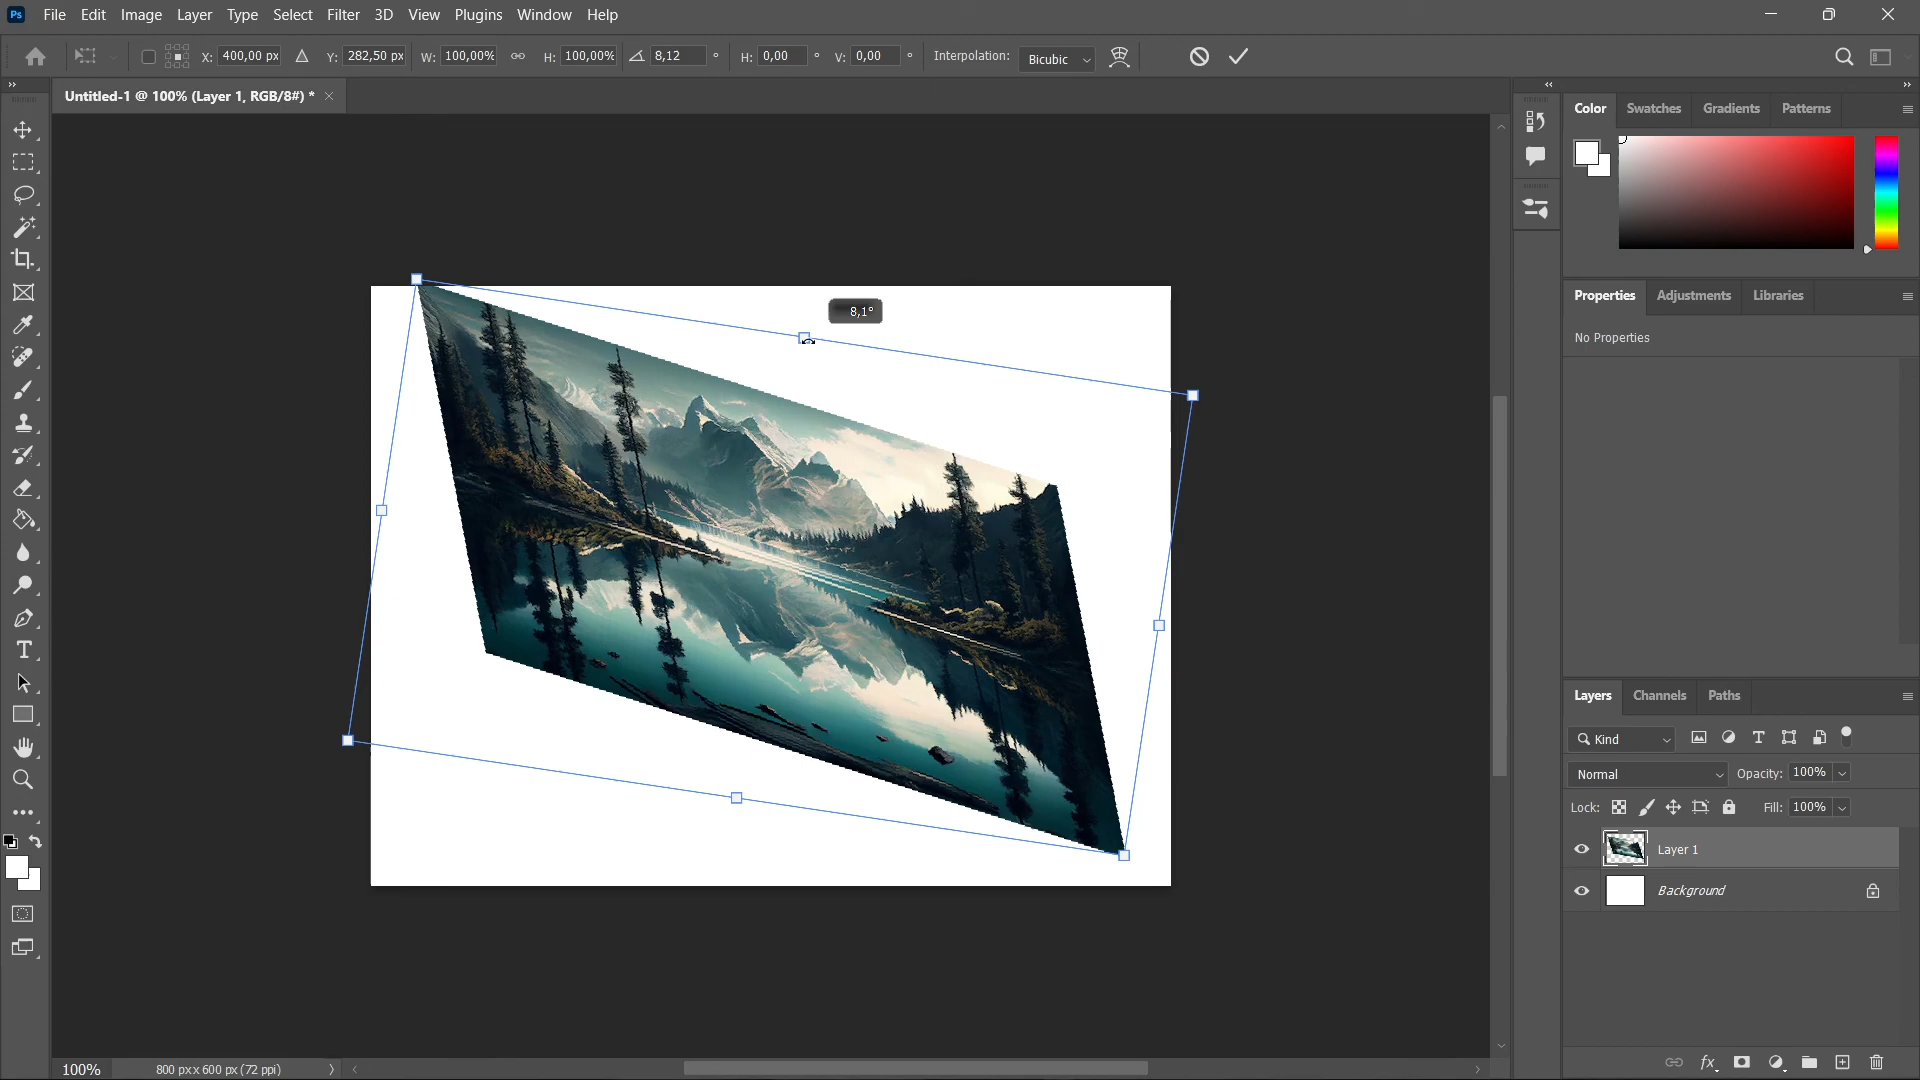 Ps File Edit Image Layer Type Select Filter 3D View Plugins Window Help
X: 400,00 px Y: 282,50 px W: 100,00% H: 100,00% 8,12 ° H: 0,00 ° V: 0,00 ° Interpolation: Bicubic
Untitled-1 @ 100% (Layer 1, RGB/8#) *
Color Swatches Gradients Patterns
Properties Adjustments Libraries
8,1°
No Properties
Layers Channels Paths
Kind
Normal Opacity: 100%
Lock: Fill: 100%
Layer 1
Background
100% 800 px x 600 px (72 ppi)